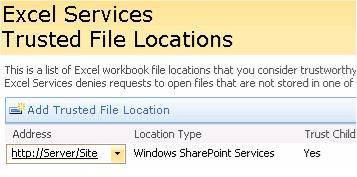 Excel Services
Trusted File Locations
This is a list of Excel workbook file locations that you consider trustworthy
Excel Services denies requests to open files that are not stored in one of
Add Trusted File Location
Address Location Type Trust Child
http://Server/Site Windows SharePoint Services Yes